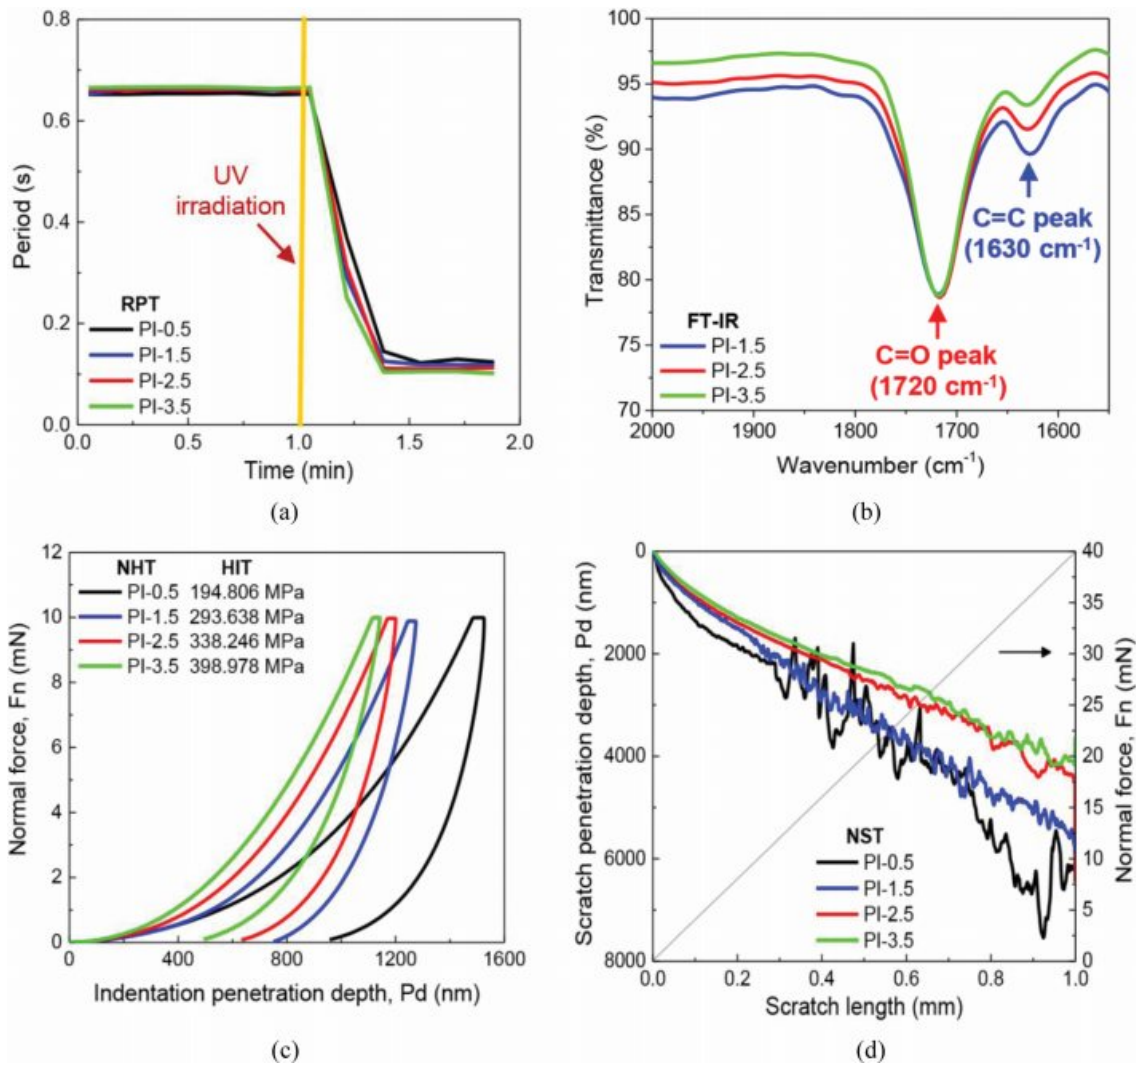 0.8
0.6
0.4
0.2
0.0
Period (s)
UV
irradiation
RPT
PI-0.5
PI-1.5
PI-2.5
PI-3.5
0.0 0.5 1.0 1.5 2.0
Time (min)
(a)
100
95
90
85
80
75
70
Transmittance (%)
C=C peak
(1630 cm⁻¹)
FT-IR
PI-1.5
PI-2.5
PI-3.5
C=O peak
(1720 cm⁻¹)
2000 1900 1800 1700 1600
Wavenumber (cm⁻¹)
(b)
12
10
8
6
4
2
0
Normal force, Fn (mN)
NHT HIT
PI-0.5 194.806 MPa
PI-1.5 293.638 MPa
PI-2.5 338.246 MPa
PI-3.5 398.978 MPa
0 400 800 1200 1600
Indentation penetration depth, Pd (nm)
(c)
0
2000
4000
6000
8000
Scratch penetration depth, Pd (nm)
NST
PI-0.5
PI-1.5
PI-2.5
PI-3.5
40
35
30
25
20
15
10
5
0
Normal force, Fn (mN)
0.0 0.2 0.4 0.6 0.8 1.0
Scratch length (mm)
(d)